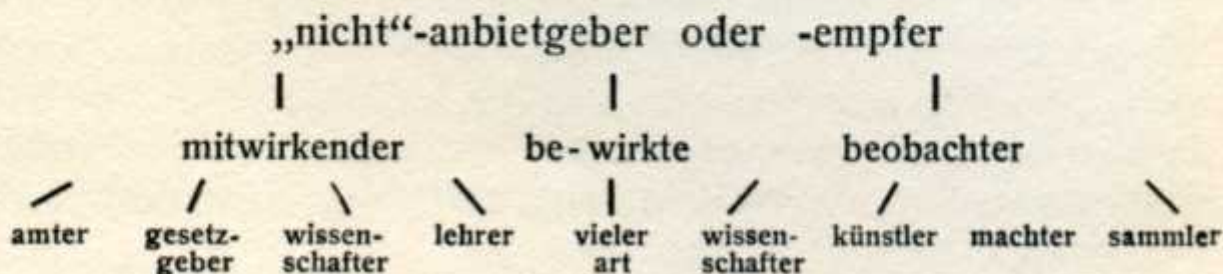 „nicht“-anbietgeber oder -empfer
mitwirkender be-wirkte beobachter
amter gesetz- wissen- lehrer vieler wissen- künstler machter sammler
geber schafter art schafter